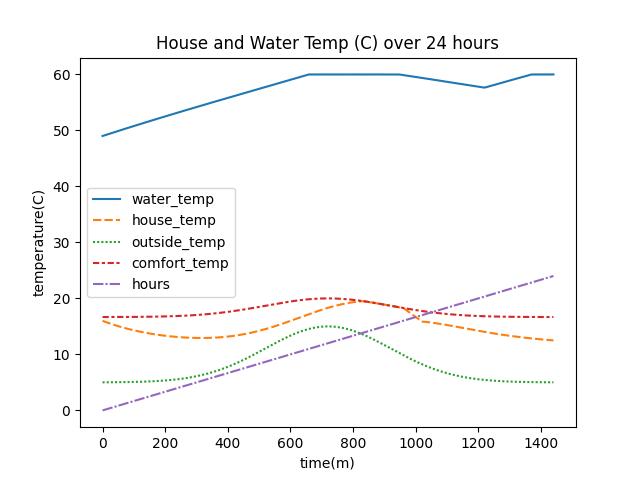 House and Water Temp (C) over 24 hours
temperature(C)
60
50
40
30
20
10
0
water_temp
house_temp
outside_temp
comfort_temp
hours
0 200 400 600 800 1000 1200 1400
time(m)